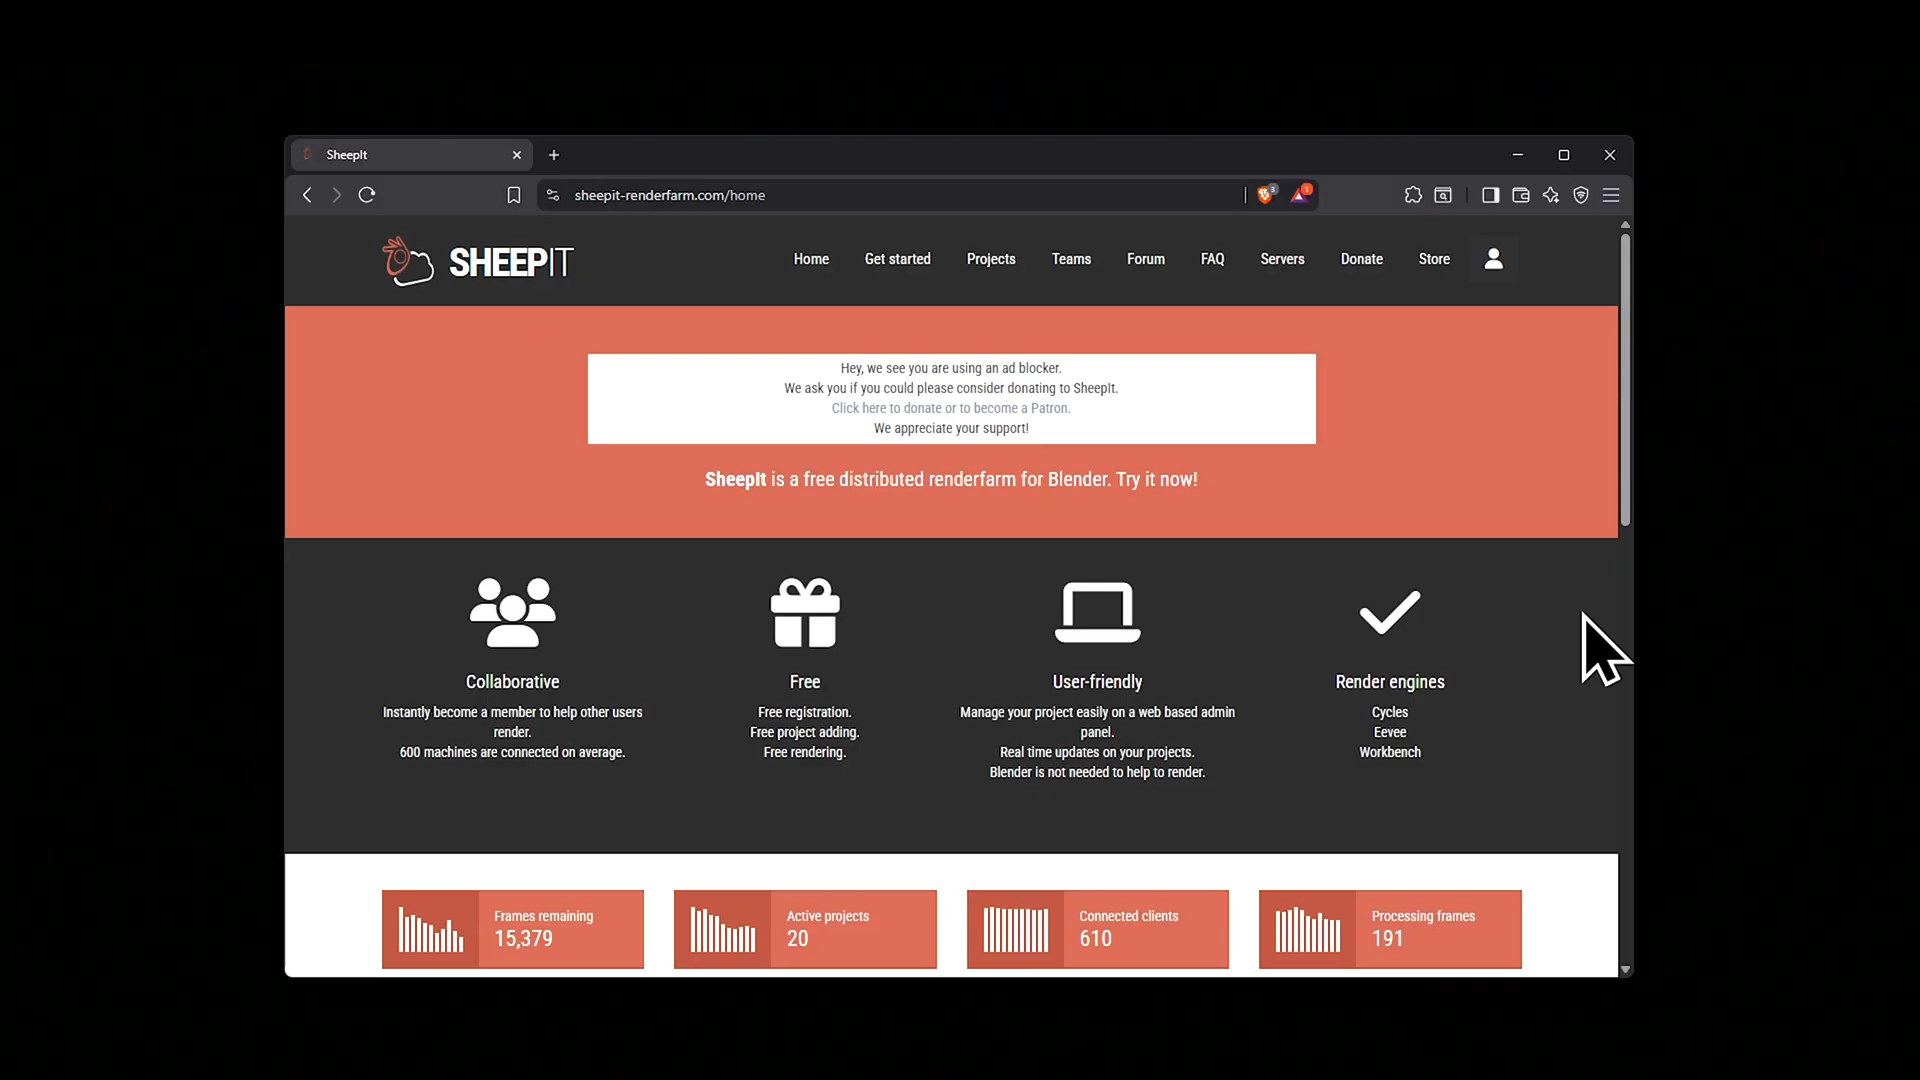 SheepIt
sheepit-renderfarm.com/home
3
1
SHEEPIT
Home Get started Projects Teams Forum FAQ Servers Donate Store
Hey, we see you are using an ad blocker.
We ask you if you could please consider donating to SheepIt.
Click here to donate or to become a Patron.
We appreciate your support!
SheepIt is a free distributed renderfarm for Blender. Try it now!
Collaborative
Instantly become a member to help other users
render.
600 machines are connected on average.
Free
Free registration.
Free project adding.
Free rendering.
User-friendly
Manage your project easily on a web based admin
panel.
Real time updates on your projects.
Blender is not needed to help to render.
Render engines
Cycles
Eevee
Workbench
Frames remaining
15,379
Active projects
20
Connected clients
610
Processing frames
191